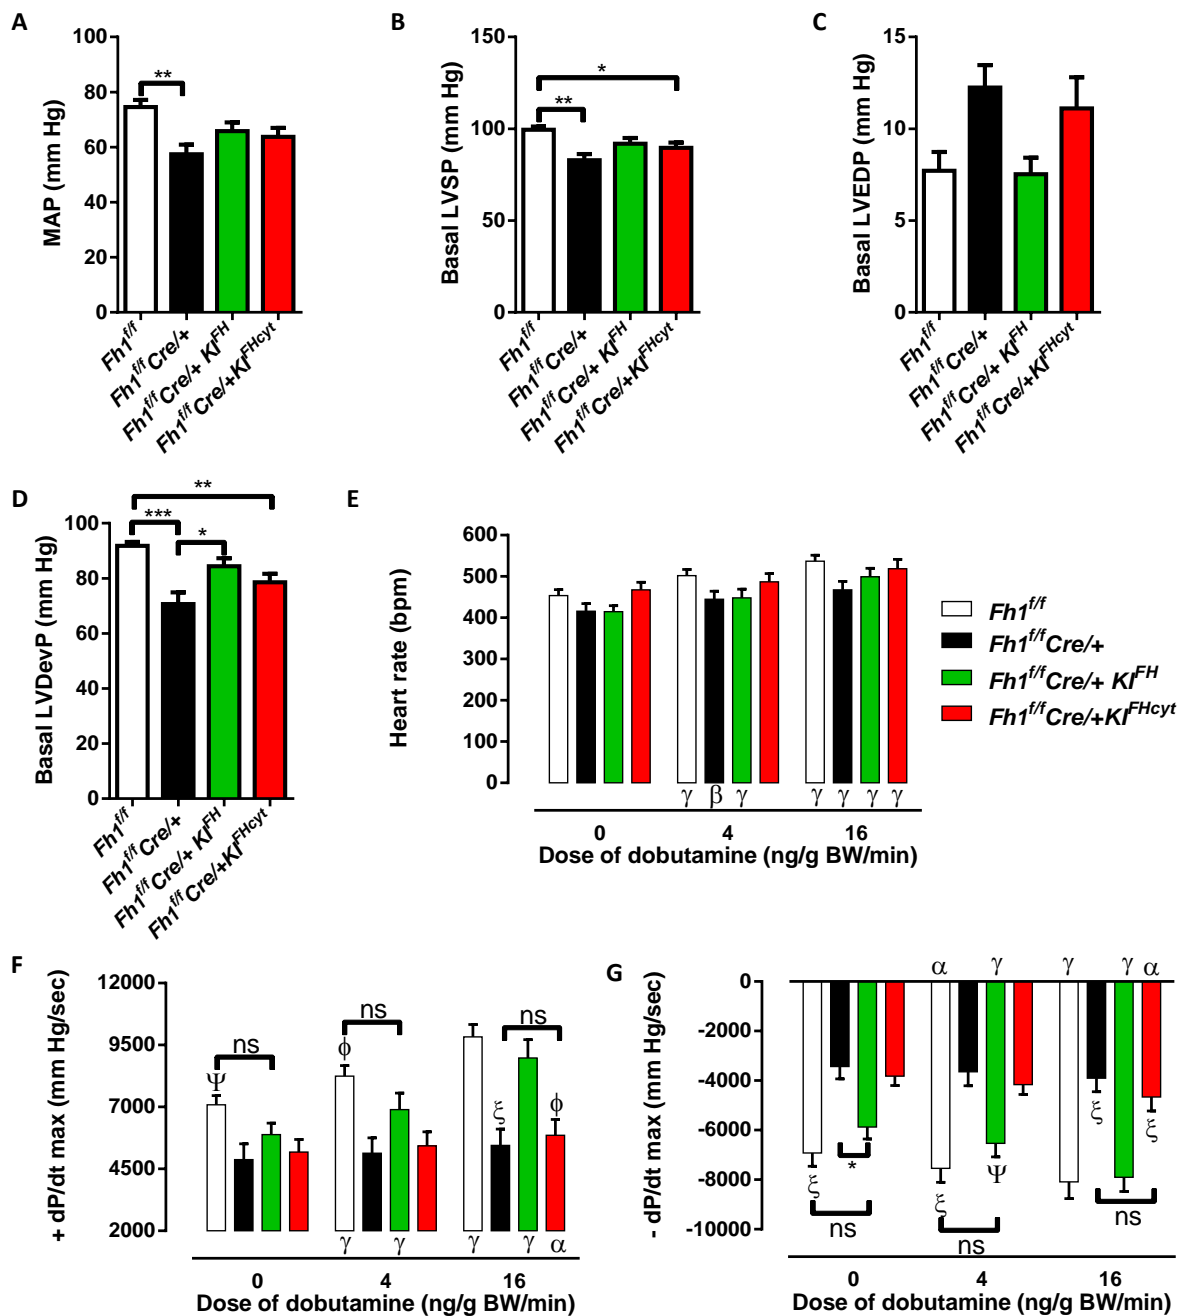 A
MAP (mm Hg)
100
80
60
40
20
0
**
Fh1f/f
Fh1f/f Cre/+
Fh1f/f Cre/+ KIFH
Fh1f/f Cre/+KIFHcyt
B
Basal LVSP (mm Hg)
150
100
50
0
*
**
Fh1f/f
Fh1f/f Cre/+
Fh1f/f Cre/+ KIFH
Fh1f/f Cre/+KIFHcyt
C
Basal LVEDP (mm Hg)
15
10
5
0
Fh1f/f
Fh1f/f Cre/+
Fh1f/f Cre/+ KIFH
Fh1f/f Cre/+KIFHcyt
D
Basal LVDevP (mm Hg)
100
80
60
40
20
0
**
***
*
Fh1f/f
Fh1f/f Cre/+
Fh1f/f Cre/+ KIFH
Fh1f/f Cre/+KIFHcyt
E
Heart rate (bpm)
600
500
400
300
200
100
0
γ β γ γ γ γ γ
0 4 16
Dose of dobutamine (ng/g BW/min)
Fh1f/f
Fh1f/f Cre/+
Fh1f/f Cre/+ KIFH
Fh1f/f Cre/+KIFHcyt
F
+ dP/dt max (mm Hg/sec)
12000
9500
7000
4500
2000
ns ns ns
Ψ ϕ ξ ϕ
γ γ γ γ α
0 4 16
Dose of dobutamine (ng/g BW/min)
G
- dP/dt max (mm Hg/sec)
α γ γ γ α
0
-2000
-4000
-6000
-8000
-10000
ξ * ξ Ψ ξ ξ
ns ns ns
0 4 16
Dose of dobutamine (ng/g BW/min)